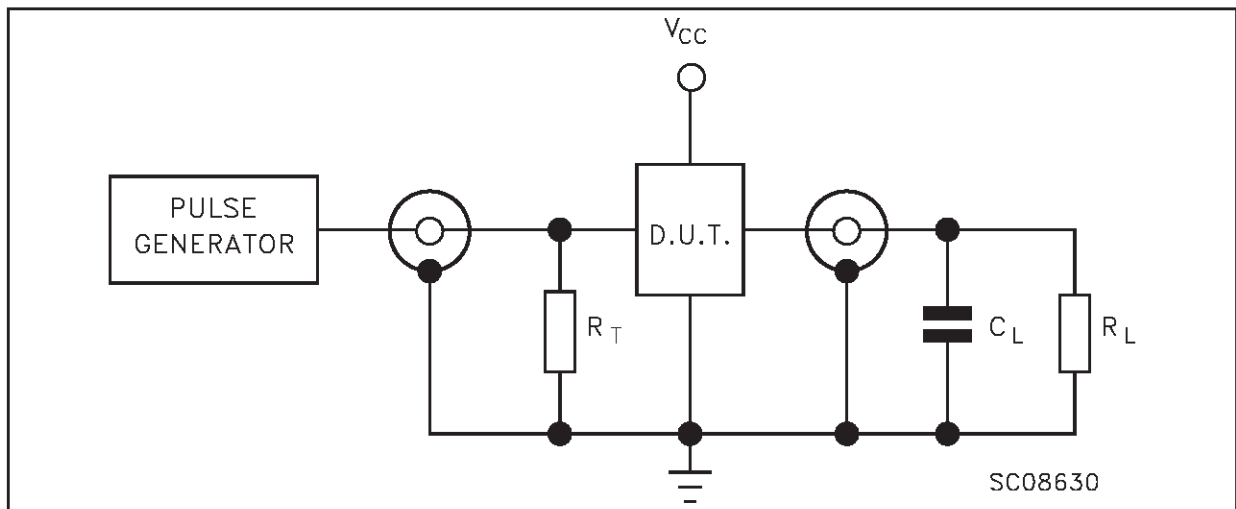 VCC
PULSE
GENERATOR
D.U.T.
RT
CL
RL
SC08630